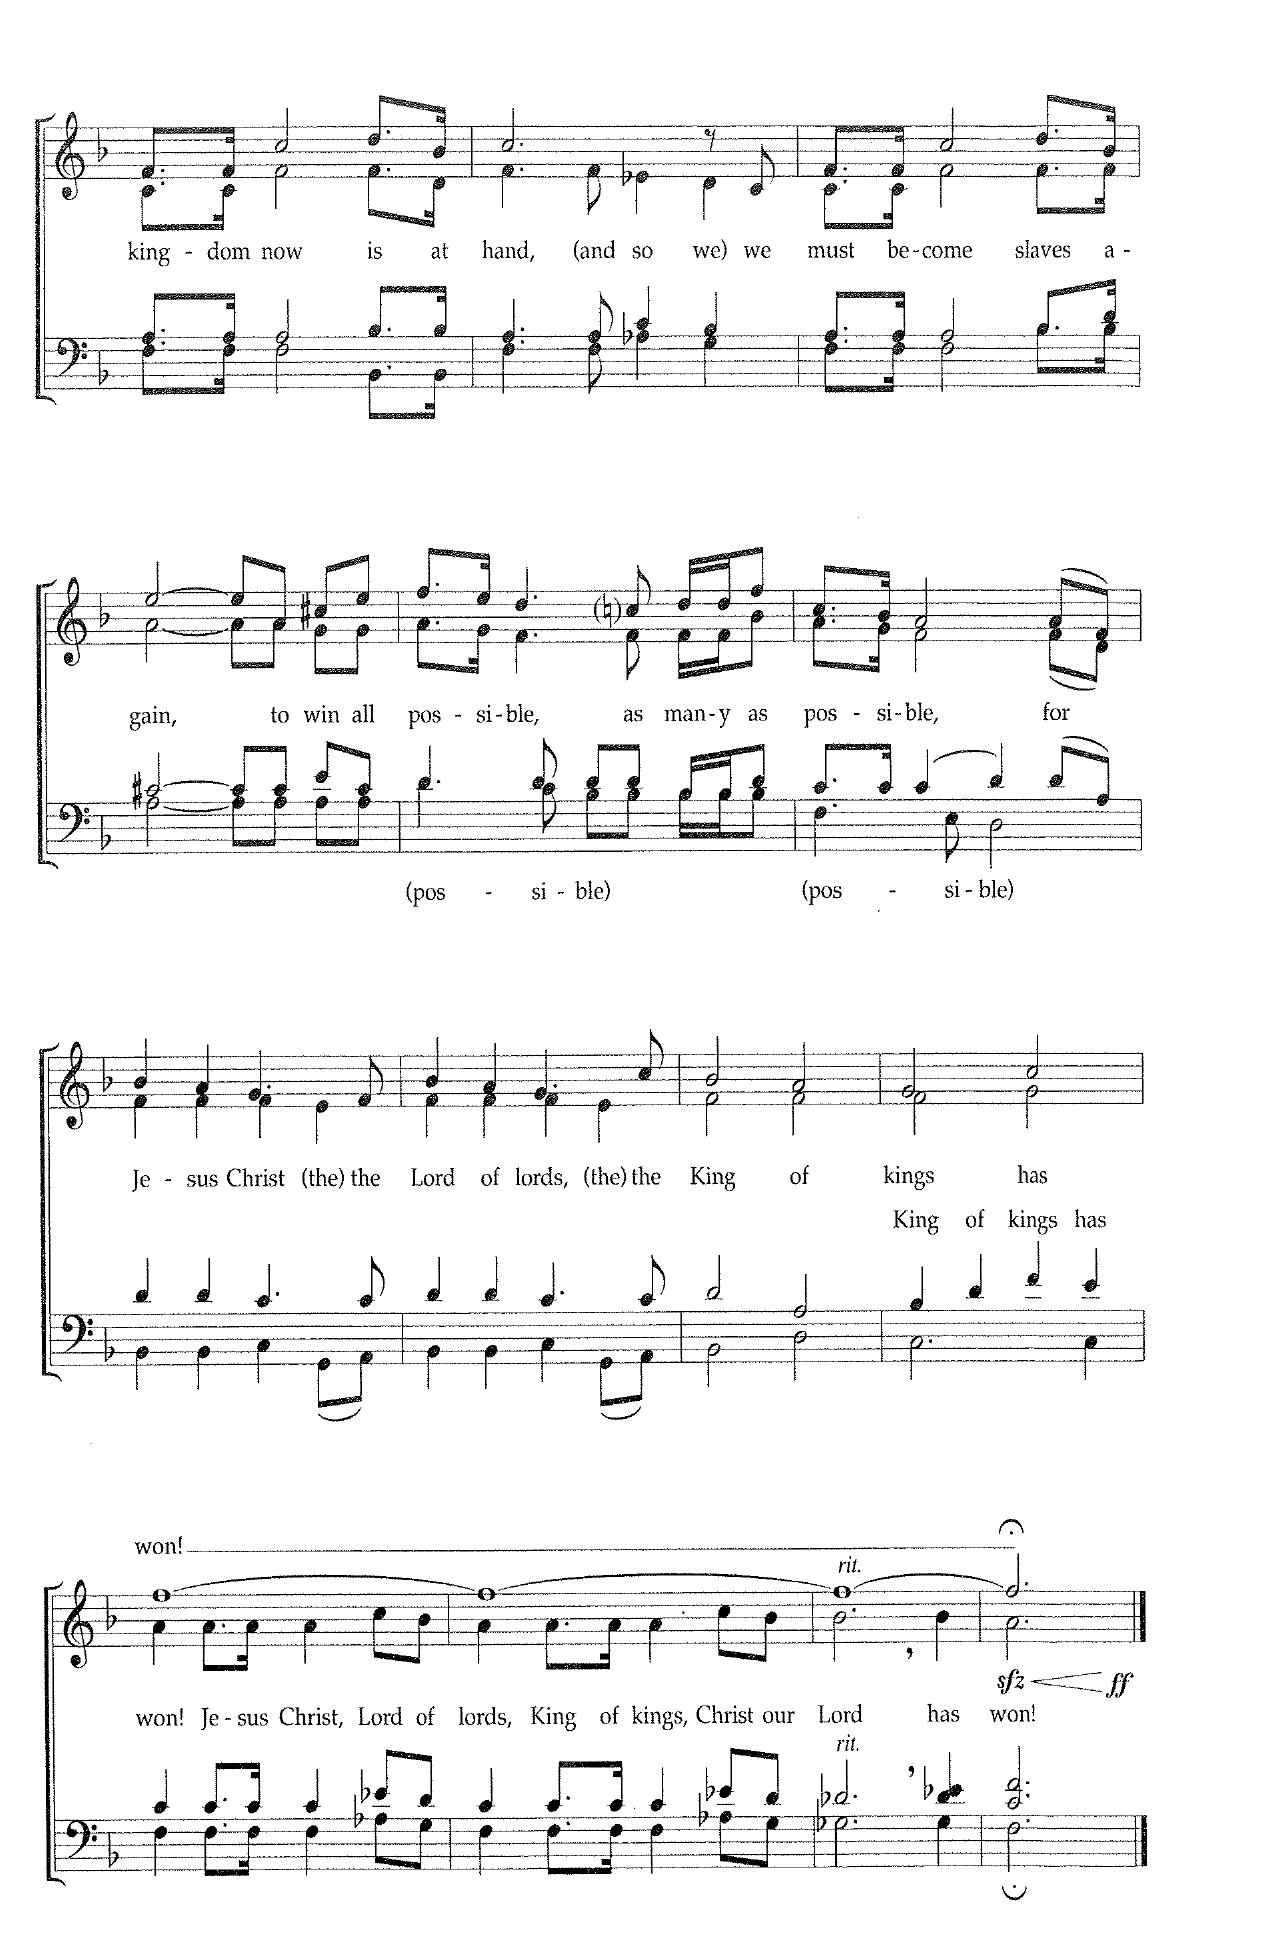 king - dom now is at hand, (and so we) we must be-come slaves a-
gain, to win all pos - si-ble, as man-y as pos - si-ble, for
(pos - si - ble) (pos - si - ble)
Je - sus Christ (the) the Lord of lords, (the) the King of kings has
King of kings has
won!
rit.
sfz ff
won! Je - sus Christ, Lord of lords, King of kings, Christ our Lord has won!
rit.